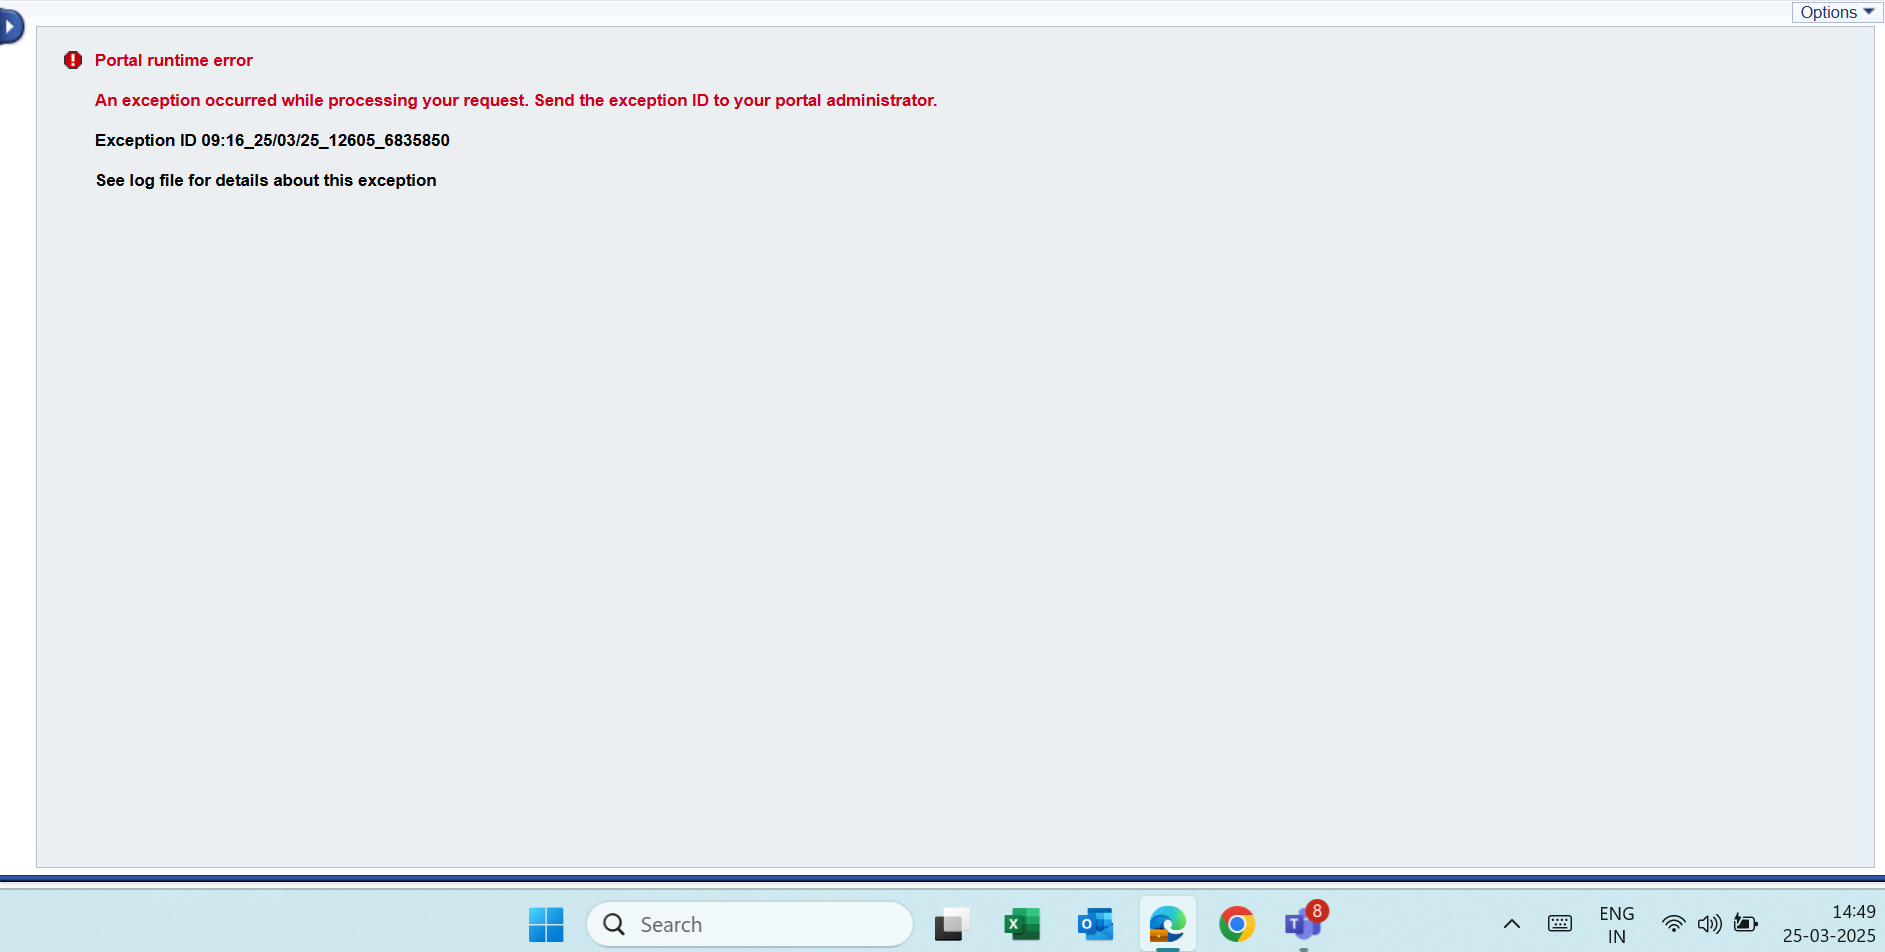 Options
Portal runtime error
An exception occurred while processing your request. Send the exception ID to your portal administrator.
Exception ID 09:16_25/03/25_12605_6835850
See log file for details about this exception
Search
X
O
T
8
ENG
IN
14:49
25-03-2025